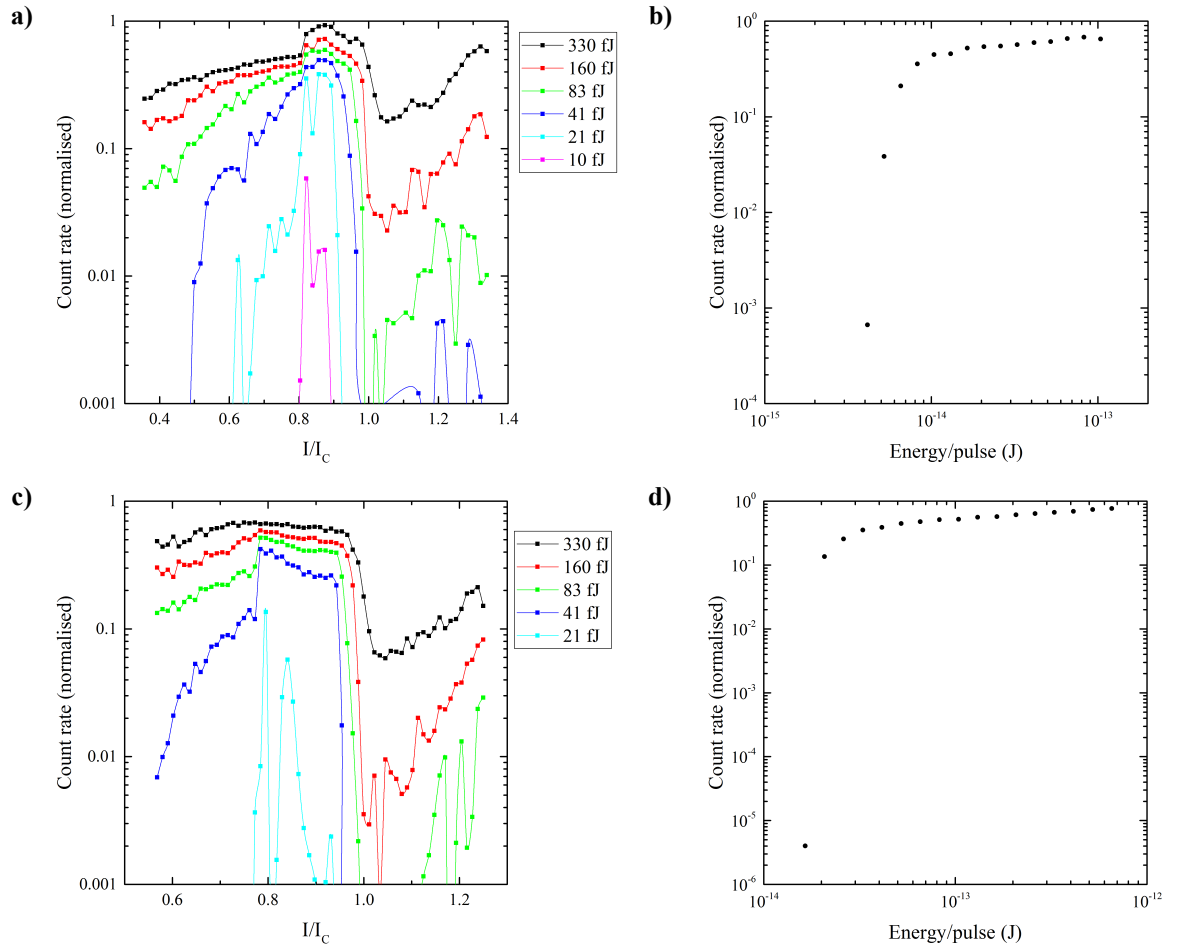 a)
1
0.1
0.01
0.001
Count rate (normalised)
0.4 0.6 0.8 1.0 1.2 1.4
I/I_C
330 fJ
160 fJ
83 fJ
41 fJ
21 fJ
10 fJ
b)
10^0
10^-1
10^-2
10^-3
10^-4
Count rate (normalised)
10^-15 10^-14 10^-13
Energy/pulse (J)
c)
1
0.1
0.01
0.001
Count rate (normalised)
0.6 0.8 1.0 1.2
I/I_C
330 fJ
160 fJ
83 fJ
41 fJ
21 fJ
d)
10^0
10^-1
10^-2
10^-3
10^-4
10^-5
10^-6
Count rate (normalised)
10^-14 10^-13 10^-12
Energy/pulse (J)